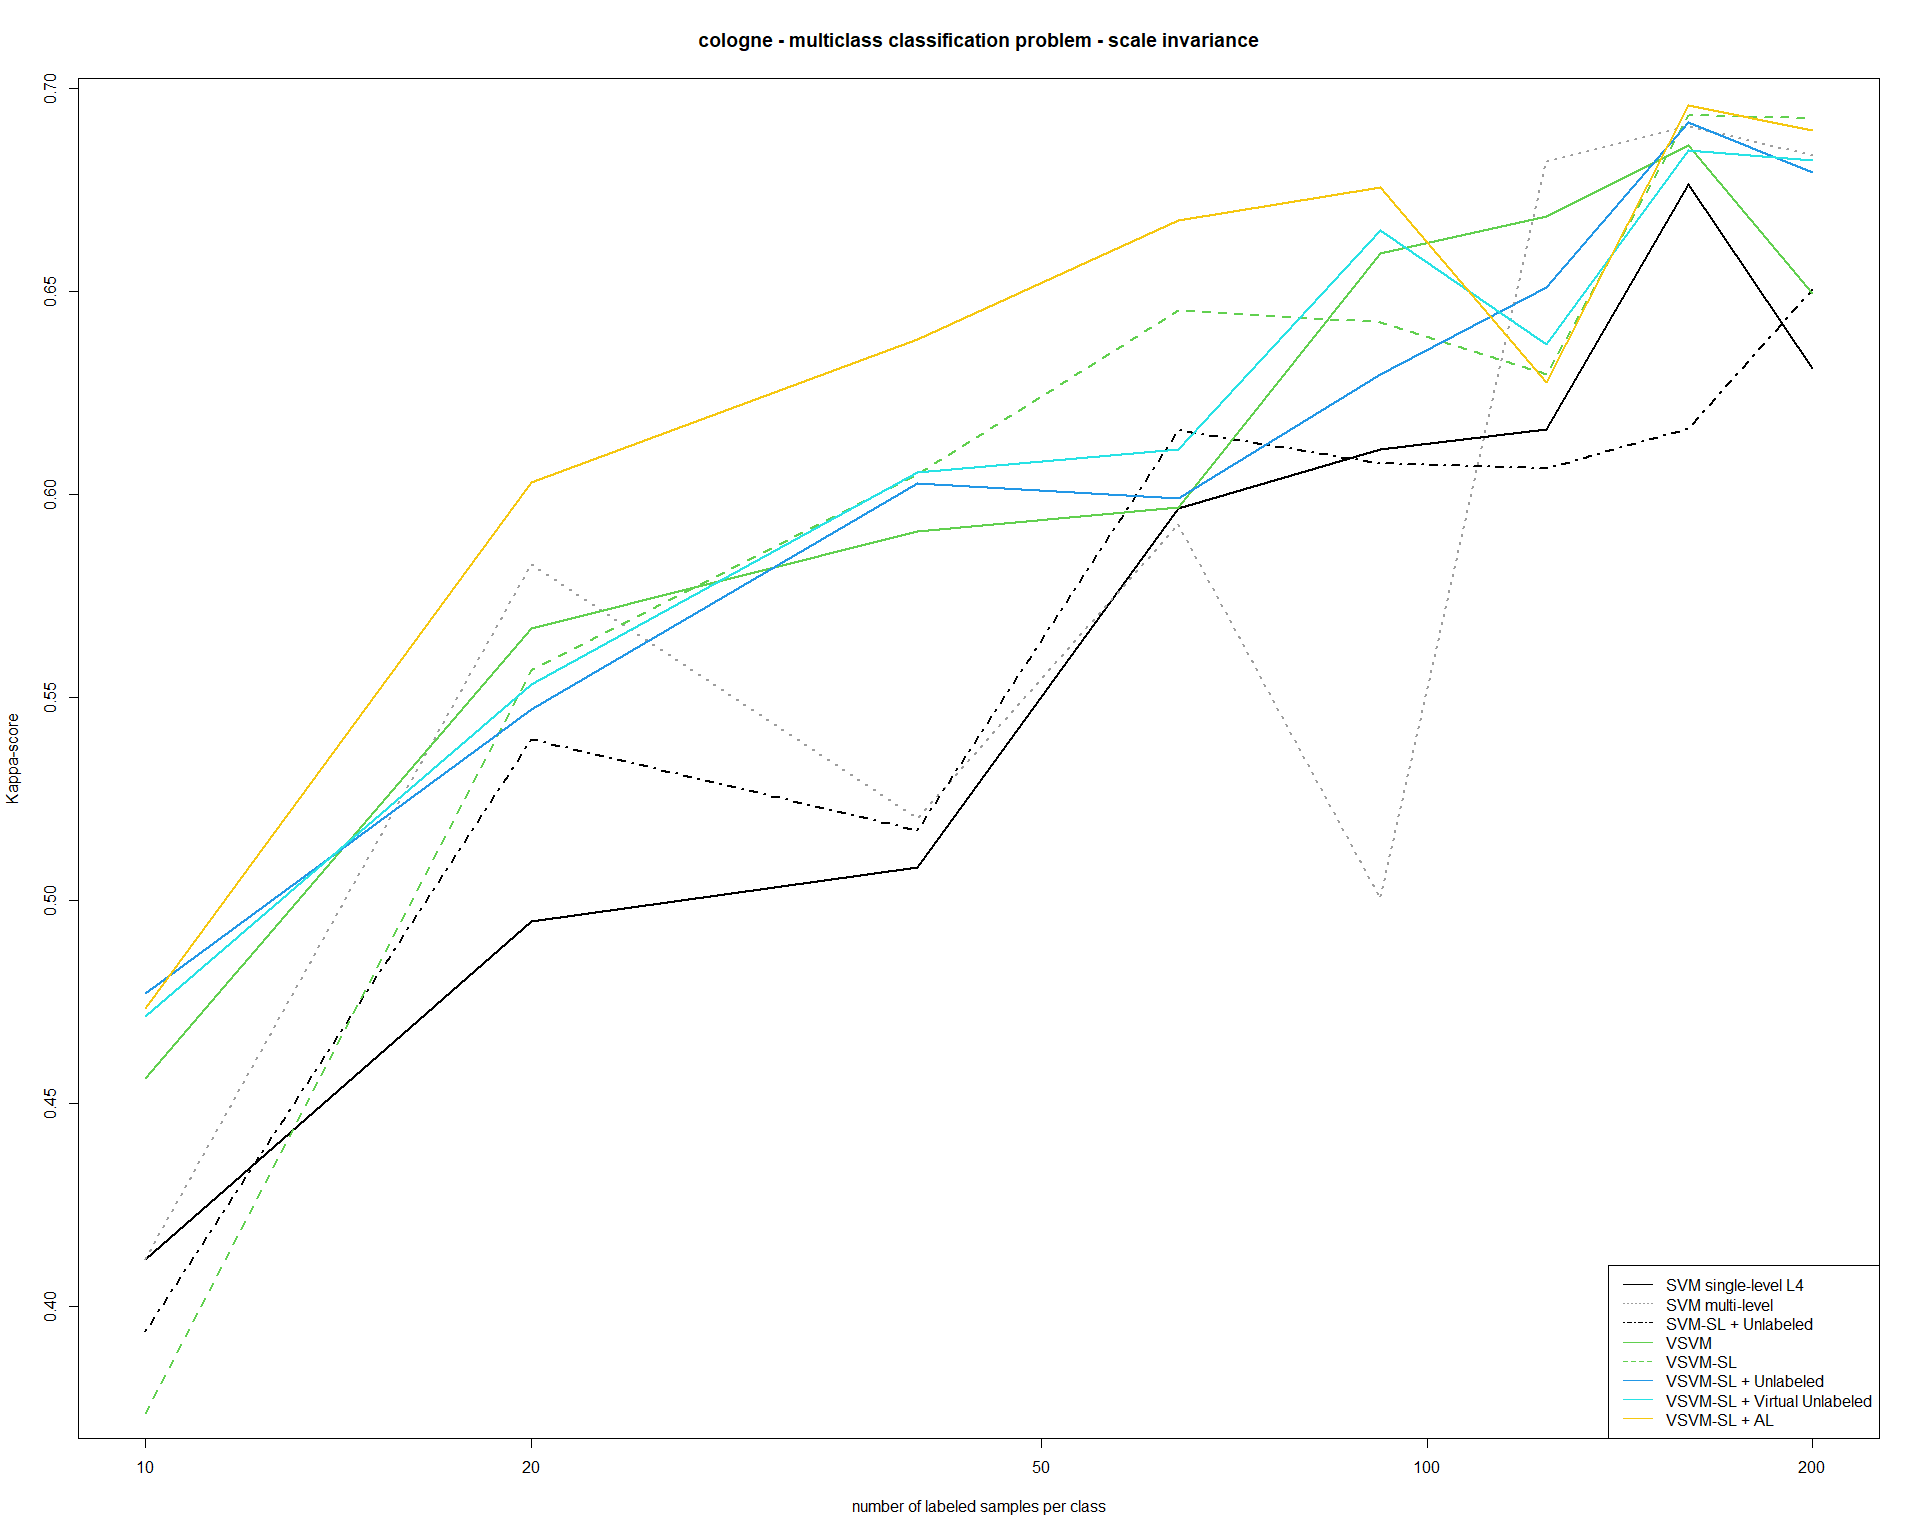 cologne - multiclass classification problem - scale invariance
0.70
0.65
0.60
0.55
0.50
0.45
0.40
Kappa-score
SVM single-level L4
SVM multi-level
SVM-SL + Unlabeled
VSVM
VSVM-SL
VSVM-SL + Unlabeled
VSVM-SL + Virtual Unlabeled
VSVM-SL + AL
10 20 50 100 200
number of labeled samples per class